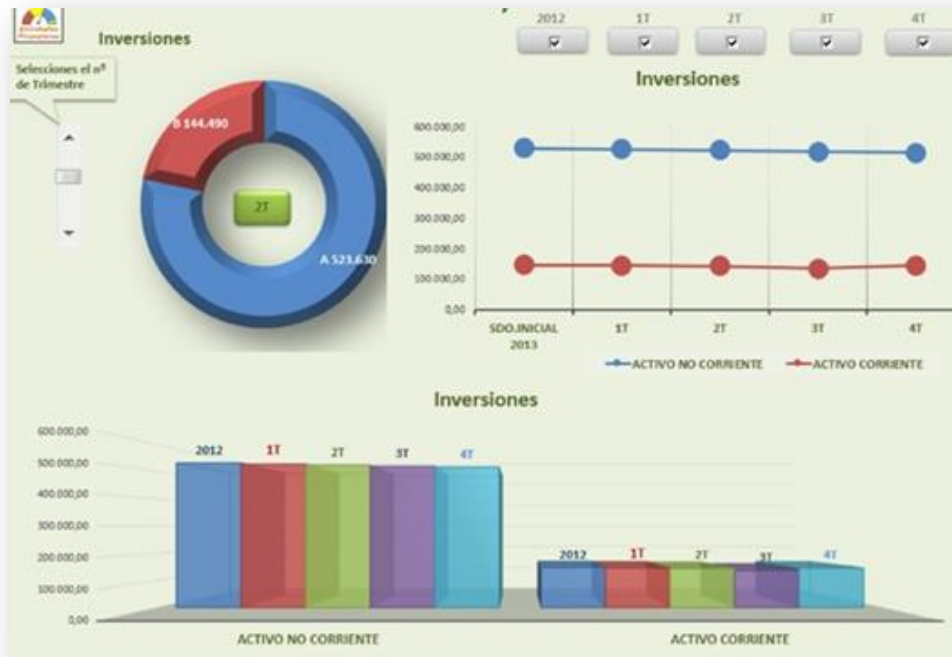 Inversiones
Selecciones el nº
de Trimestre
B 144.490
2T
A 523.630
2012 1T 2T 3T 4T
Inversiones
600.000,00
500.000,00
400.000,00
300.000,00
200.000,00
100.000,00
0,00
SDO.INICIAL 1T 2T 3T 4T
2013
ACTIVO NO CORRIENTE ACTIVO CORRIENTE
Inversiones
600.000,00
500.000,00
400.000,00
300.000,00
200.000,00
100.000,00
0,00
2012 1T 2T 3T 4T
2012 1T 2T 3T 4T
ACTIVO NO CORRIENTE ACTIVO CORRIENTE